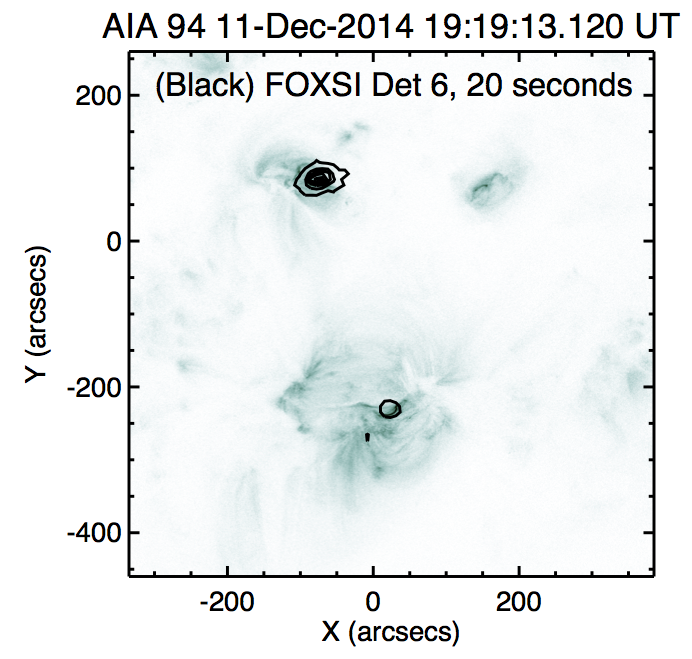 AIA 94 11-Dec-2014 19:19:13.120 UT
(Black) FOXSI Det 6, 20 seconds
200
0
-200
-400
Y (arcsecs)
-200 0 200
X (arcsecs)